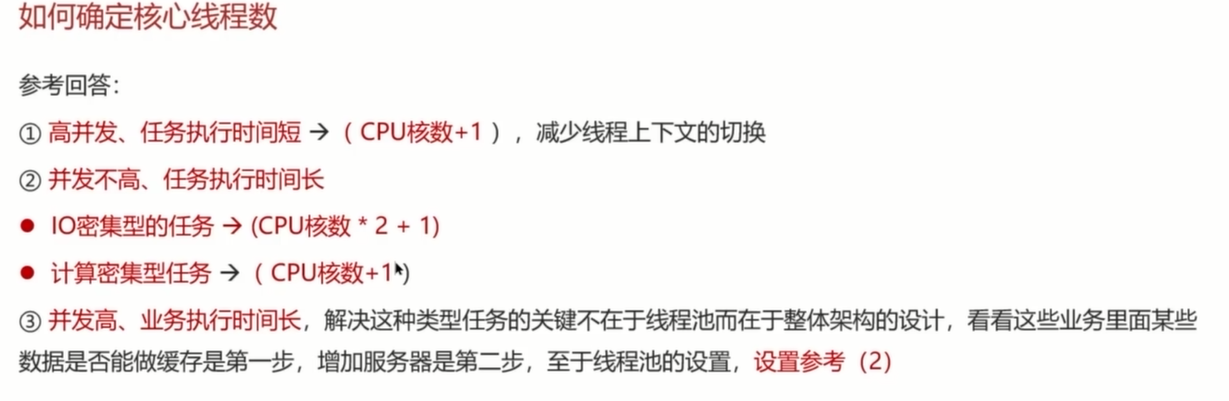 如何确定核心线程数
参考回答：
① 高并发、任务执行时间短 → （ CPU核数+1 ），减少线程上下文的切换
② 并发不高、任务执行时间长
● IO密集型的任务 → (CPU核数 * 2 + 1)
● 计算密集型任务 → （ CPU核数+1 ）
③ 并发高、业务执行时间长，解决这种类型任务的关键不在于线程池而在于整体架构的设计，看看这些业务里面某些
数据是否能做缓存是第一步，增加服务器是第二步，至于线程池的设置，设置参考（2）